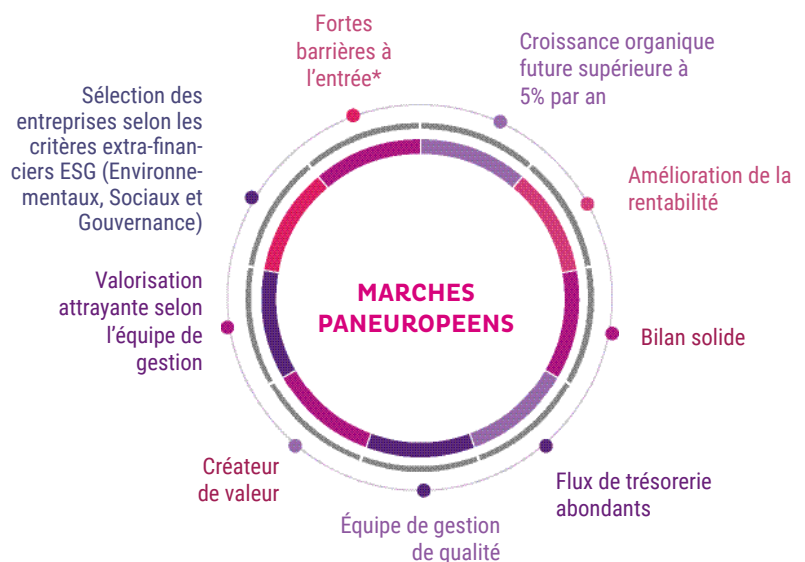 Fortes
barrières à
l'entrée*
Croissance organique
future supérieure à
5% par an
Amélioration de la
rentabilité
Bilan solide
Flux de trésorerie
abondants
Équipe de gestion
de qualité
Créateur
de valeur
Valorisation
attrayante selon
l'équipe de
gestion
Sélection des
entreprises selon les
critères extra-finan-
ciers ESG (Environne-
mentaux, Sociaux et
Gouvernance)
MARCHES
PANEUROPEENS